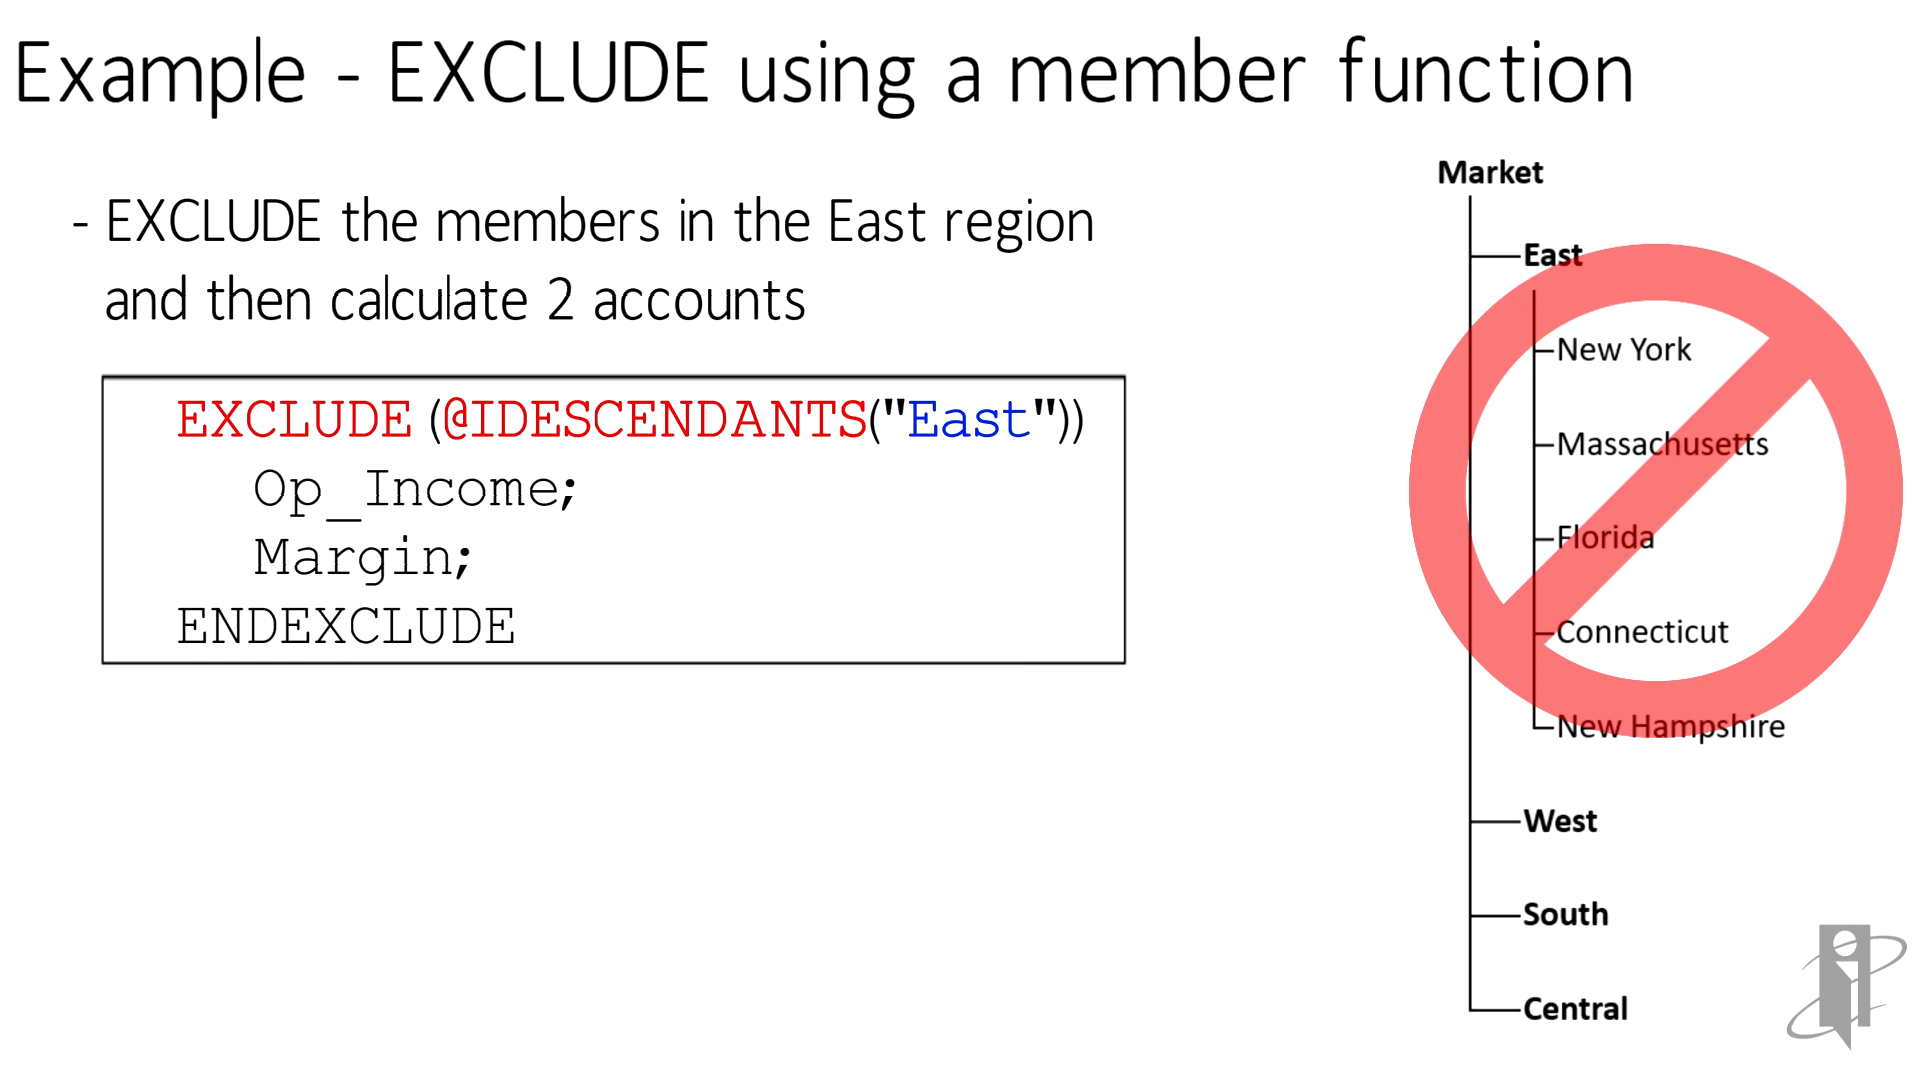 Example - EXCLUDE using a member function
- EXCLUDE the members in the East region
and then calculate 2 accounts
EXCLUDE (@IDESCENDANTS("East"))
Op_Income;
Margin;
ENDEXCLUDE
Market
East
New York
Massachusetts
Florida
Connecticut
New Hampshire
West
South
Central